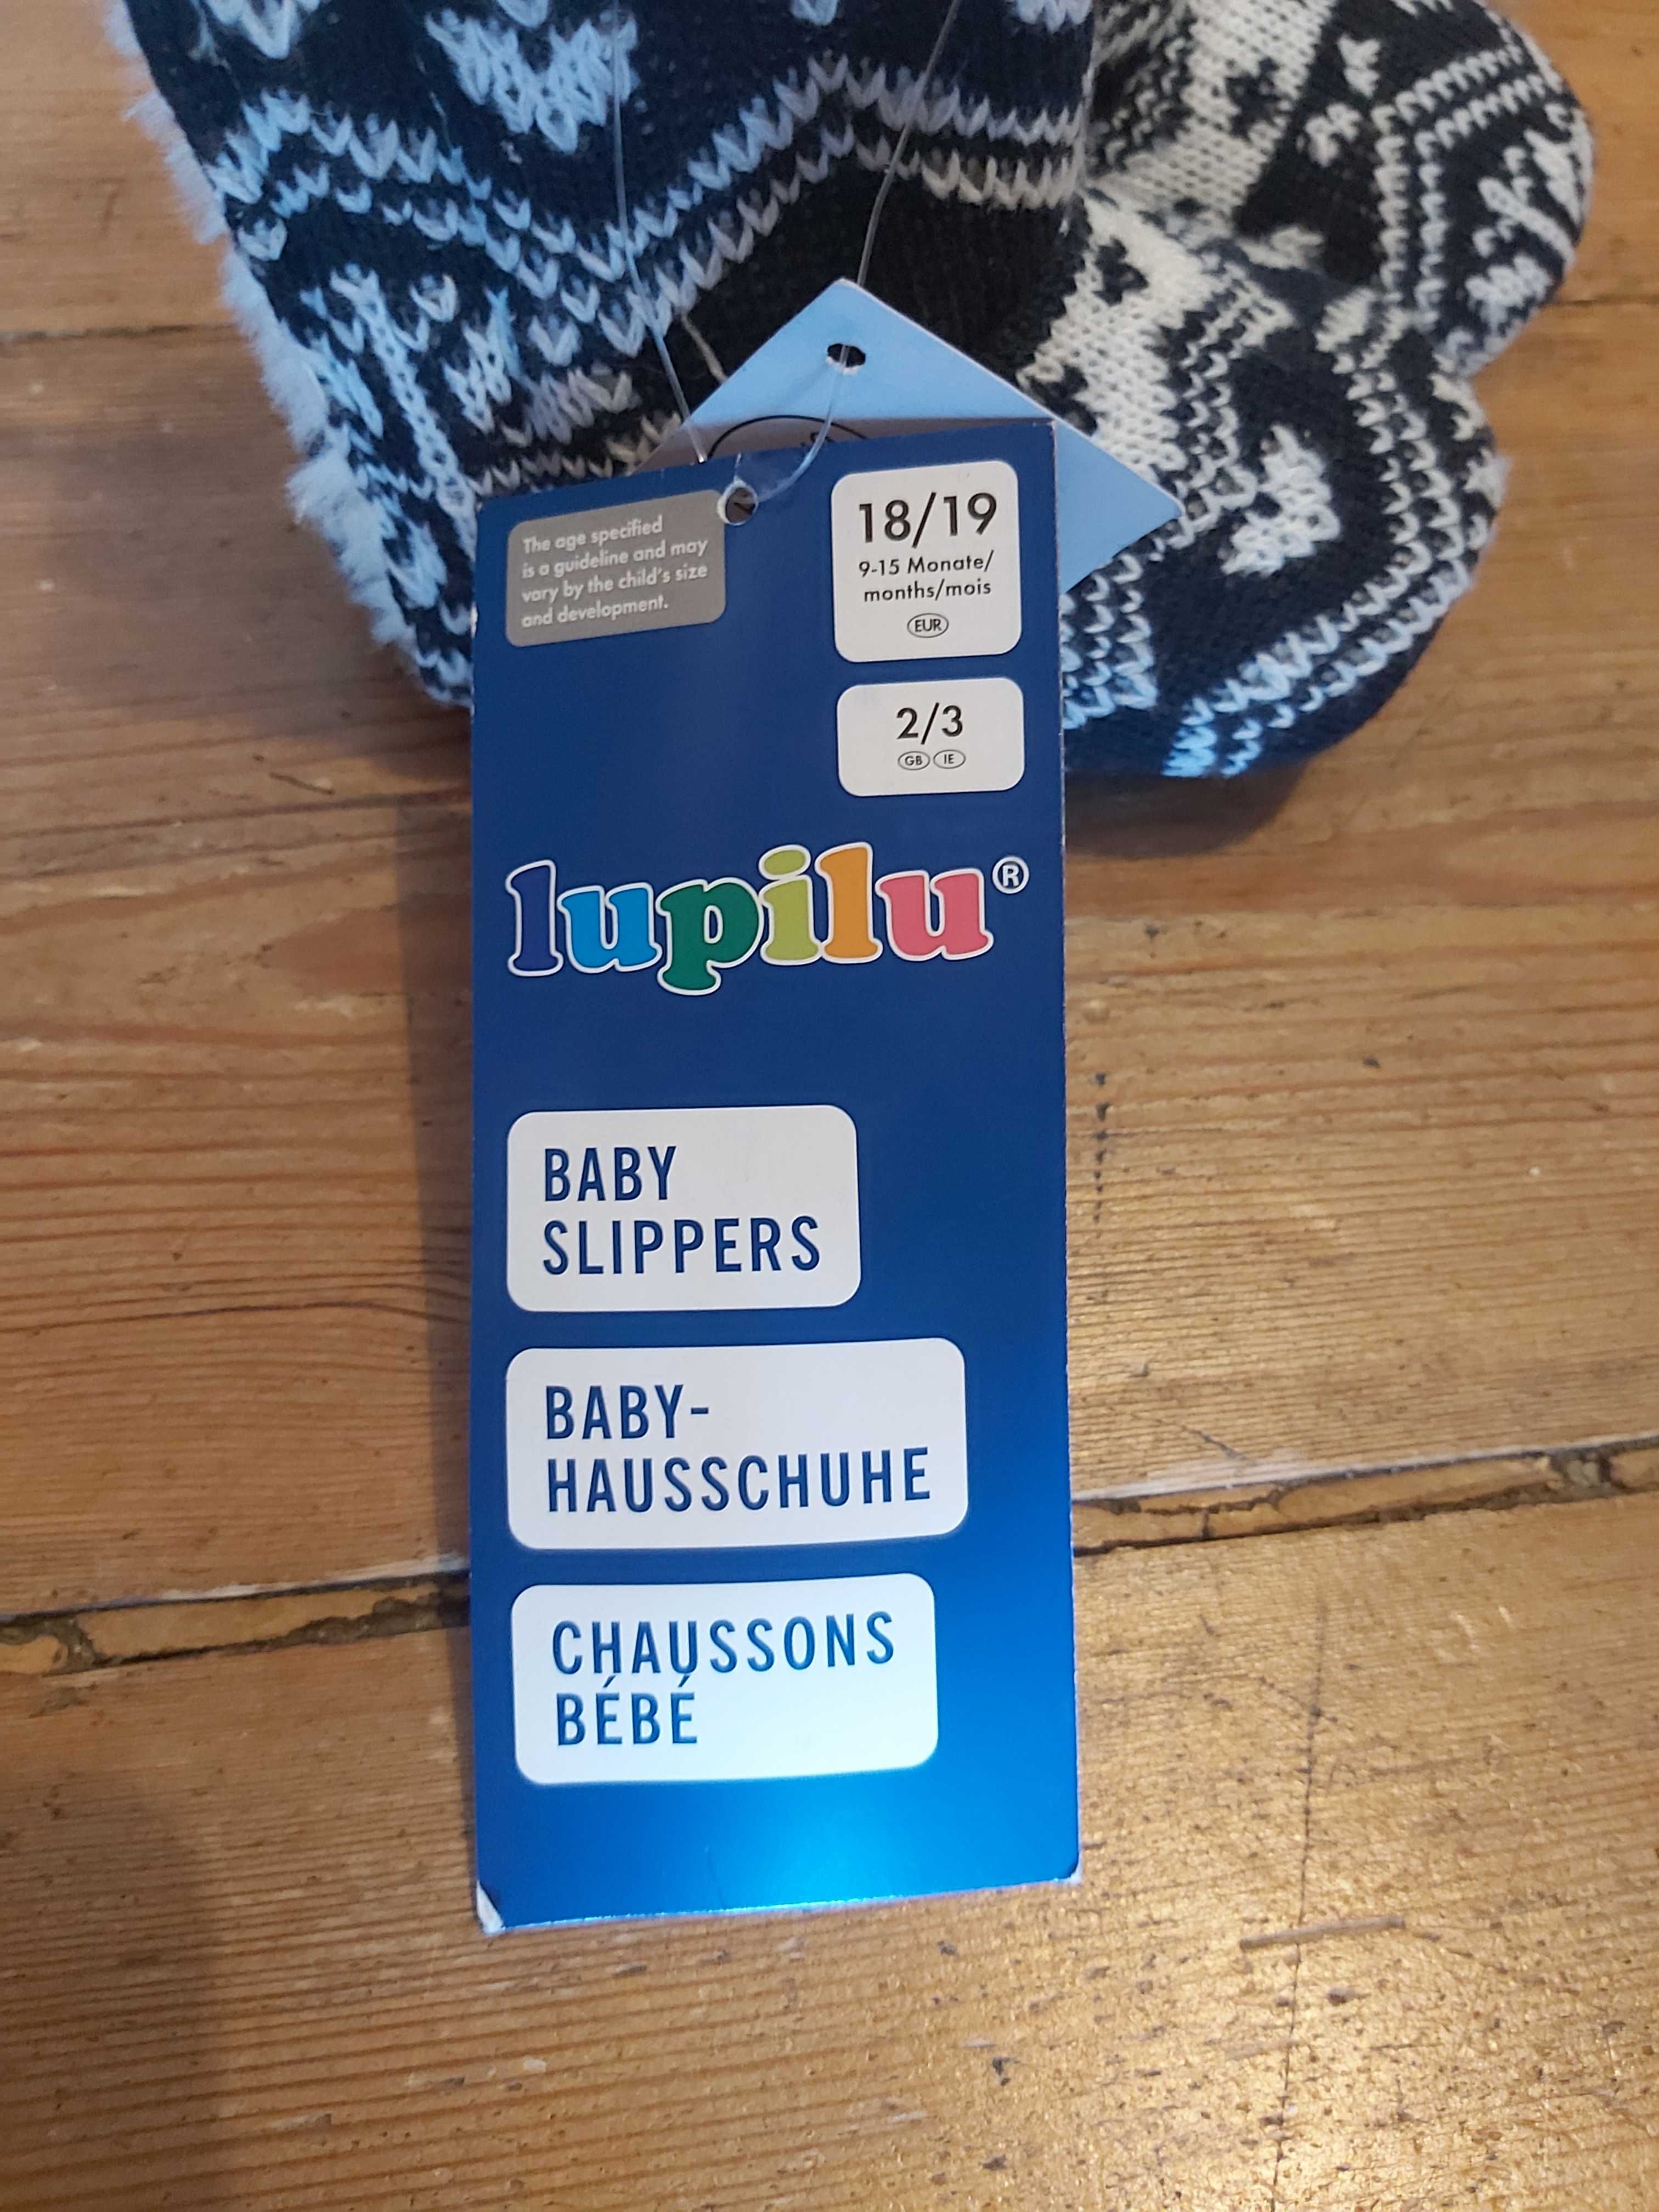 The age specified
is a guideline and may
vary by the child's size
and development.
18/19
9-15 Monate/
months/mois
EUR
2/3
GB IE
lupilu®
BABY
SLIPPERS
BABY-
HAUSSCHUHE
CHAUSSONS
BÉBÉ